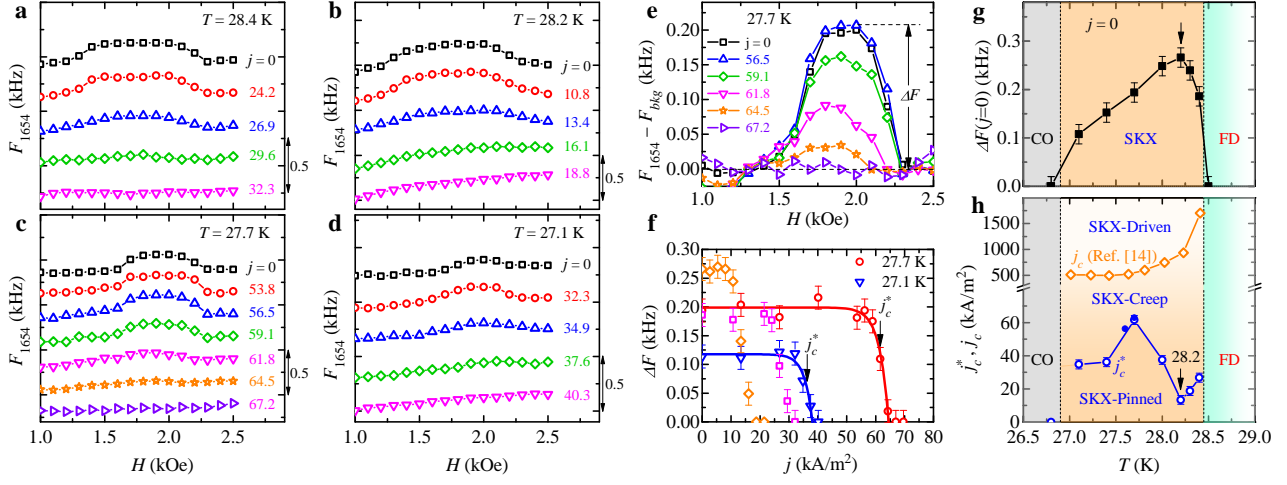 a
T = 28.4 K
F1654 (kHz)
j=0
24.2
26.9
29.6
32.3
0.5
b
T = 28.2 K
F1654 (kHz)
j=0
10.8
13.4
16.1
18.8
0.5
c
T = 27.7 K
F1654 (kHz)
j=0
53.8
56.5
59.1
61.8
64.5
67.2
0.5
1.0 1.5 2.0 2.5
H (kOe)
d
T = 27.1 K
F1654 (kHz)
j=0
32.3
34.9
37.6
40.3
0.5
1.0 1.5 2.0 2.5
H (kOe)
e
27.7 K
F1654 − Fbkg (kHz)
0.20
0.15
0.10
0.05
0.00
j=0
56.5
59.1
61.8
64.5
67.2
ΔF
1.0 1.5 2.0 2.5
H (kOe)
f
ΔF (kHz)
0.30
0.25
0.20
0.15
0.10
0.05
0.00
27.7 K
27.1 K
jc*
jc*
0 10 20 30 40 50 60 70 80
j (kA/m²)
g
ΔF(j=0) (kHz)
0.3
0.2
0.1
0.0
j=0
CO
SKX
FD
h
jc*, jc (kA/m²)
1500
1000
500
60
40
20
0
SKX-Driven
jc (Ref. [14])
SKX-Creep
CO
jc*
28.2
FD
SKX-Pinned
26.5 27.0 27.5 28.0 28.5 29.0
T (K)